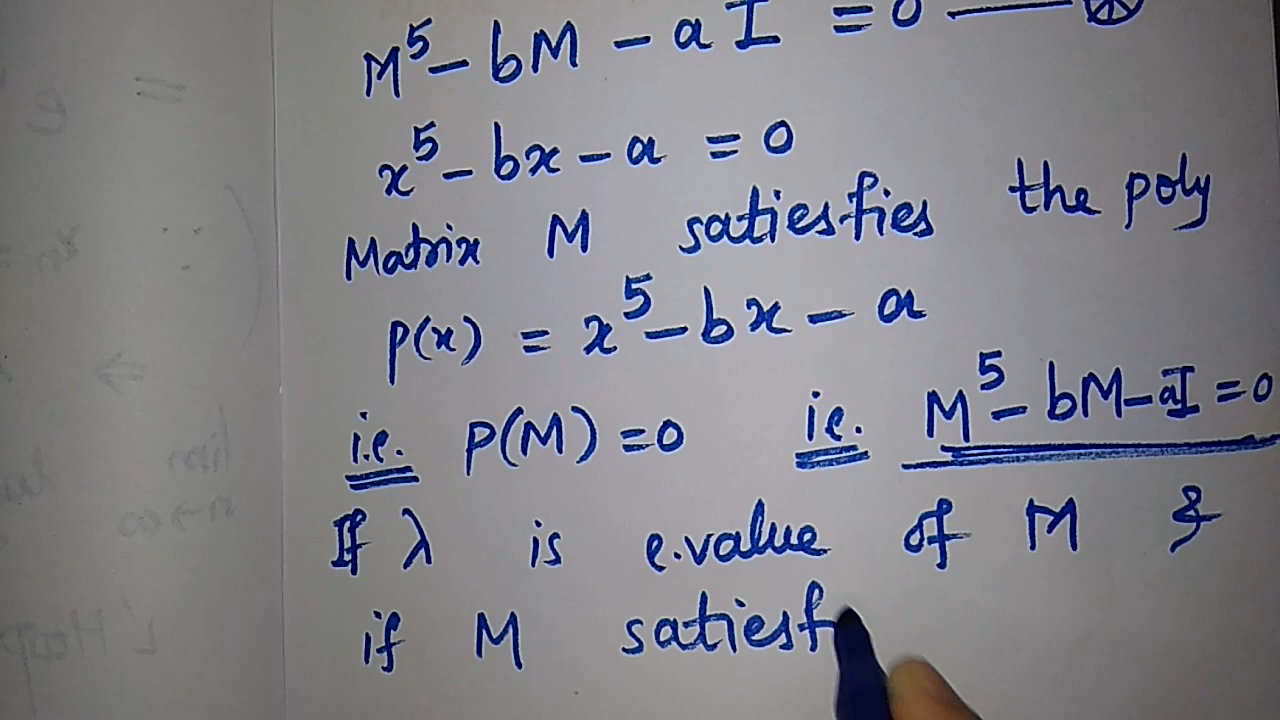 M⁵ - bM - a I = 0 — ⊗
x⁵ - bx - a = 0
Matrix M satiesfies the poly
p(x) = x⁵ - bx - a
i.e. P(M) = 0 i.e. M⁵ - bM - aI = 0
If λ is e.value of M &
if M satiesf